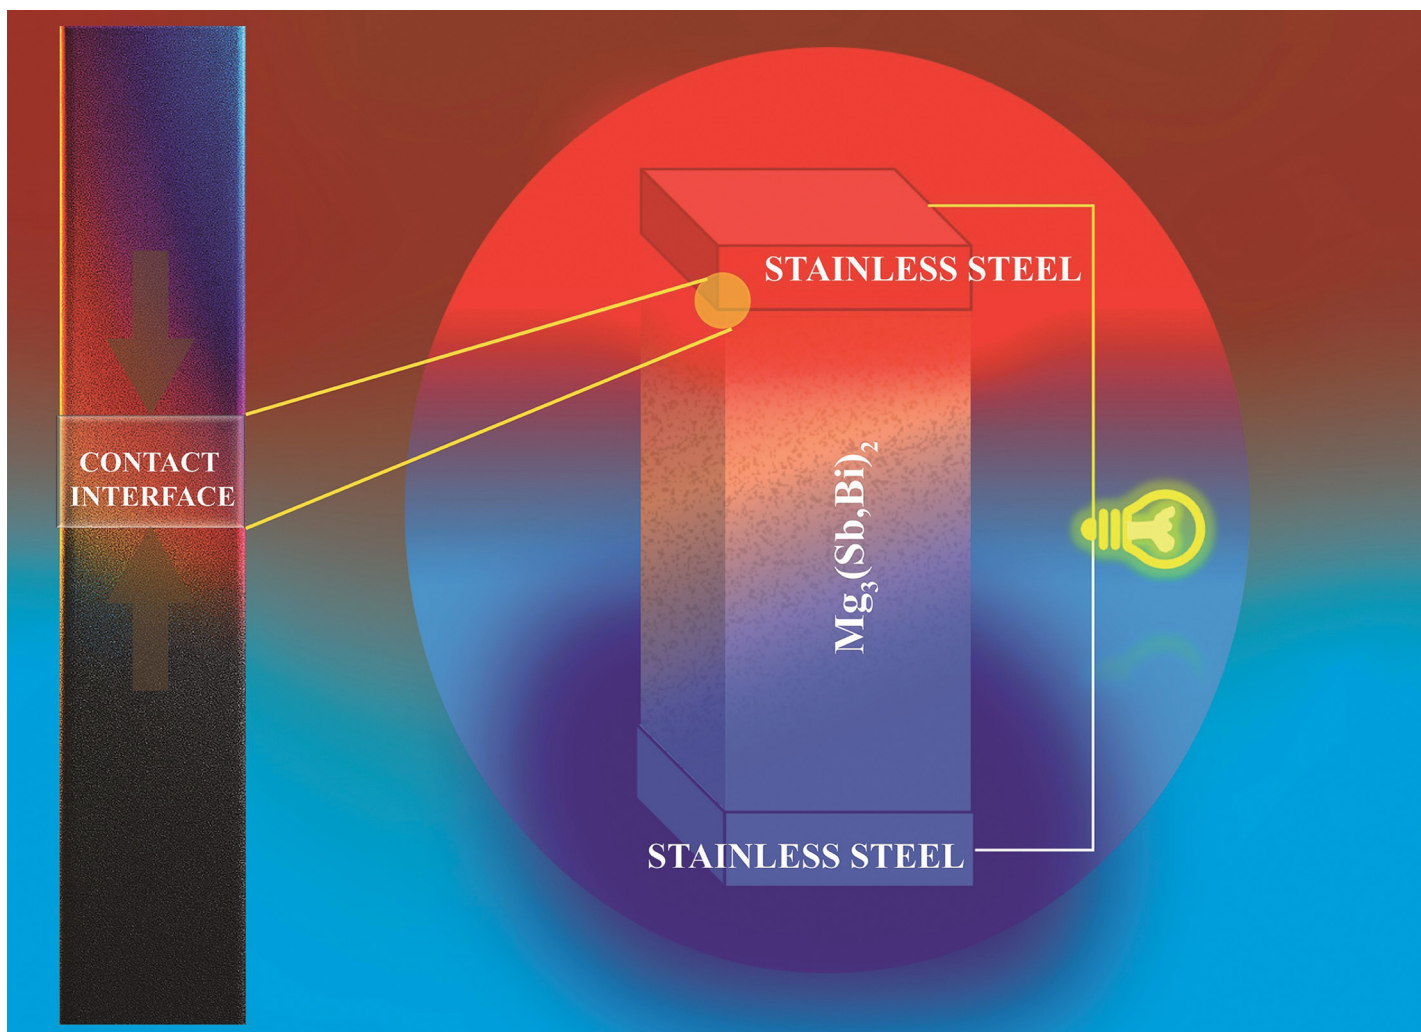 STAINLESS STEEL
CONTACT
INTERFACE
Mg₃(Sb,Bi)₂
STAINLESS STEEL